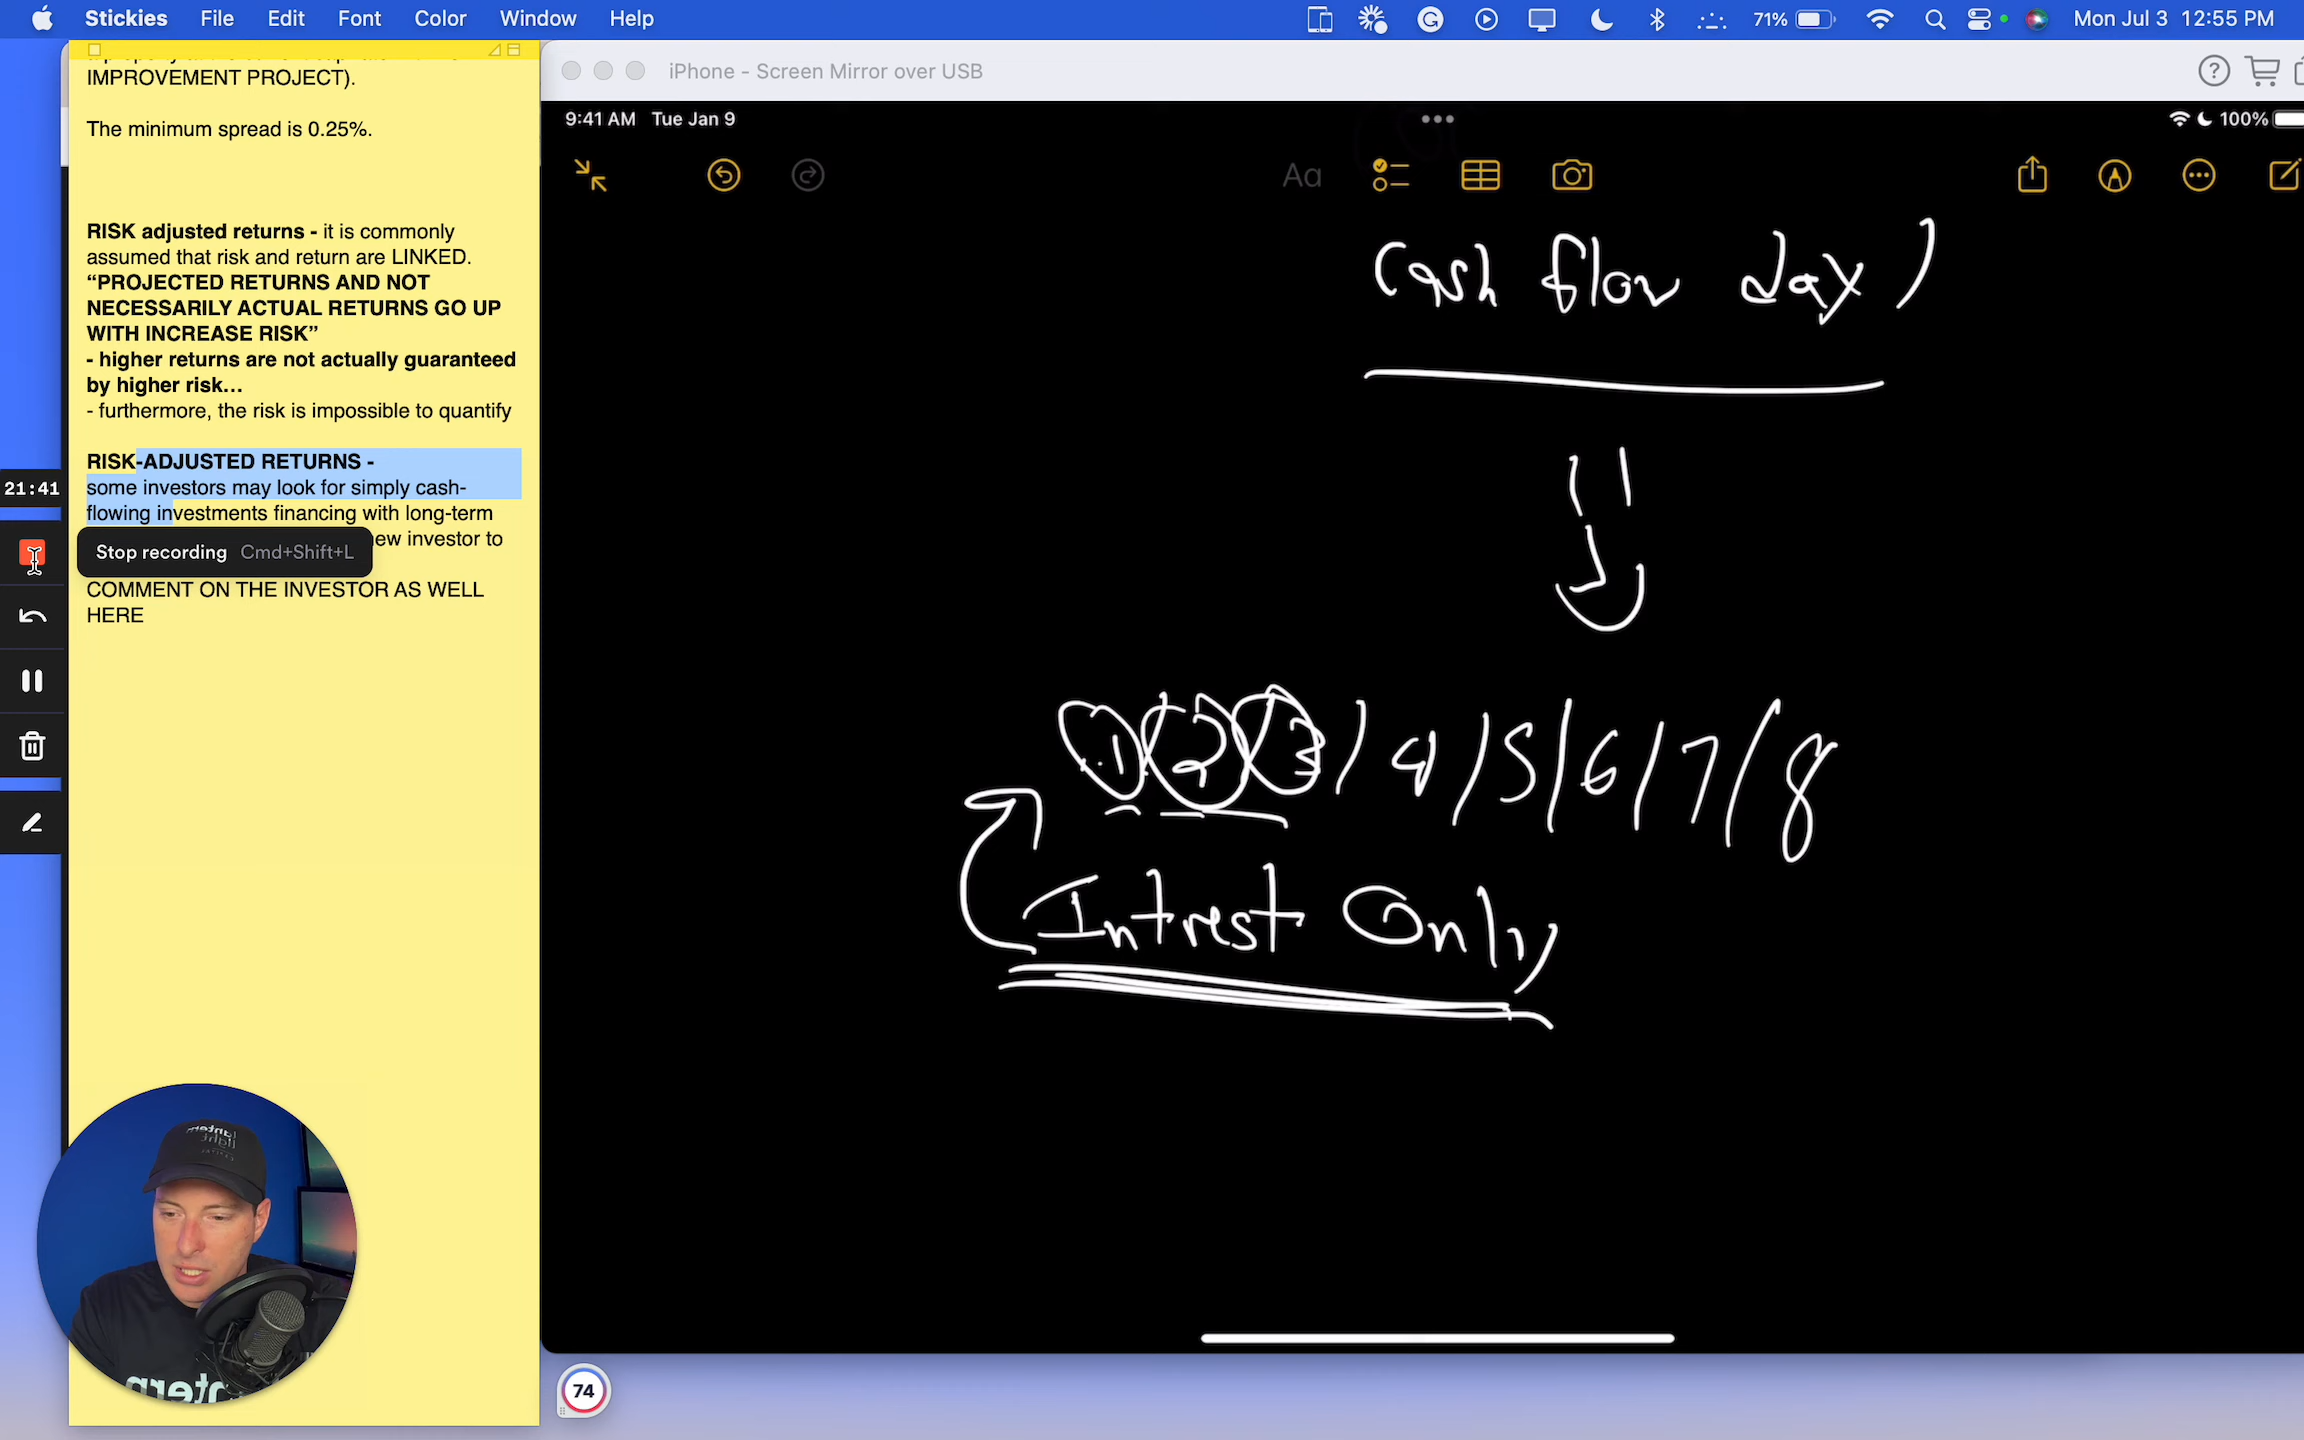 Stickies File Edit Font Color Window Help 71% Mon Jul 3 12:55 PM
IMPROVEMENT PROJECT).
The minimum spread is 0.25%.
RISK adjusted returns - it is commonly
assumed that risk and return are LINKED.
“PROJECTED RETURNS AND NOT
NECESSARILY ACTUAL RETURNS GO UP
WITH INCREASE RISK”
- higher returns are not actually guaranteed
by higher risk...
- furthermore, the risk is impossible to quantify
RISK-ADJUSTED RETURNS -
some investors may look for simply cash-
flowing investments financing with long-term
ew investor to
COMMENT ON THE INVESTOR AS WELL
HERE
21:41
Stop recording Cmd+Shift+L
iPhone - Screen Mirror over USB
9:41 AM Tue Jan 9 100%
Aa
Cash flow day)
1/2/3/4/5/6/7/8
Intrest Only
74